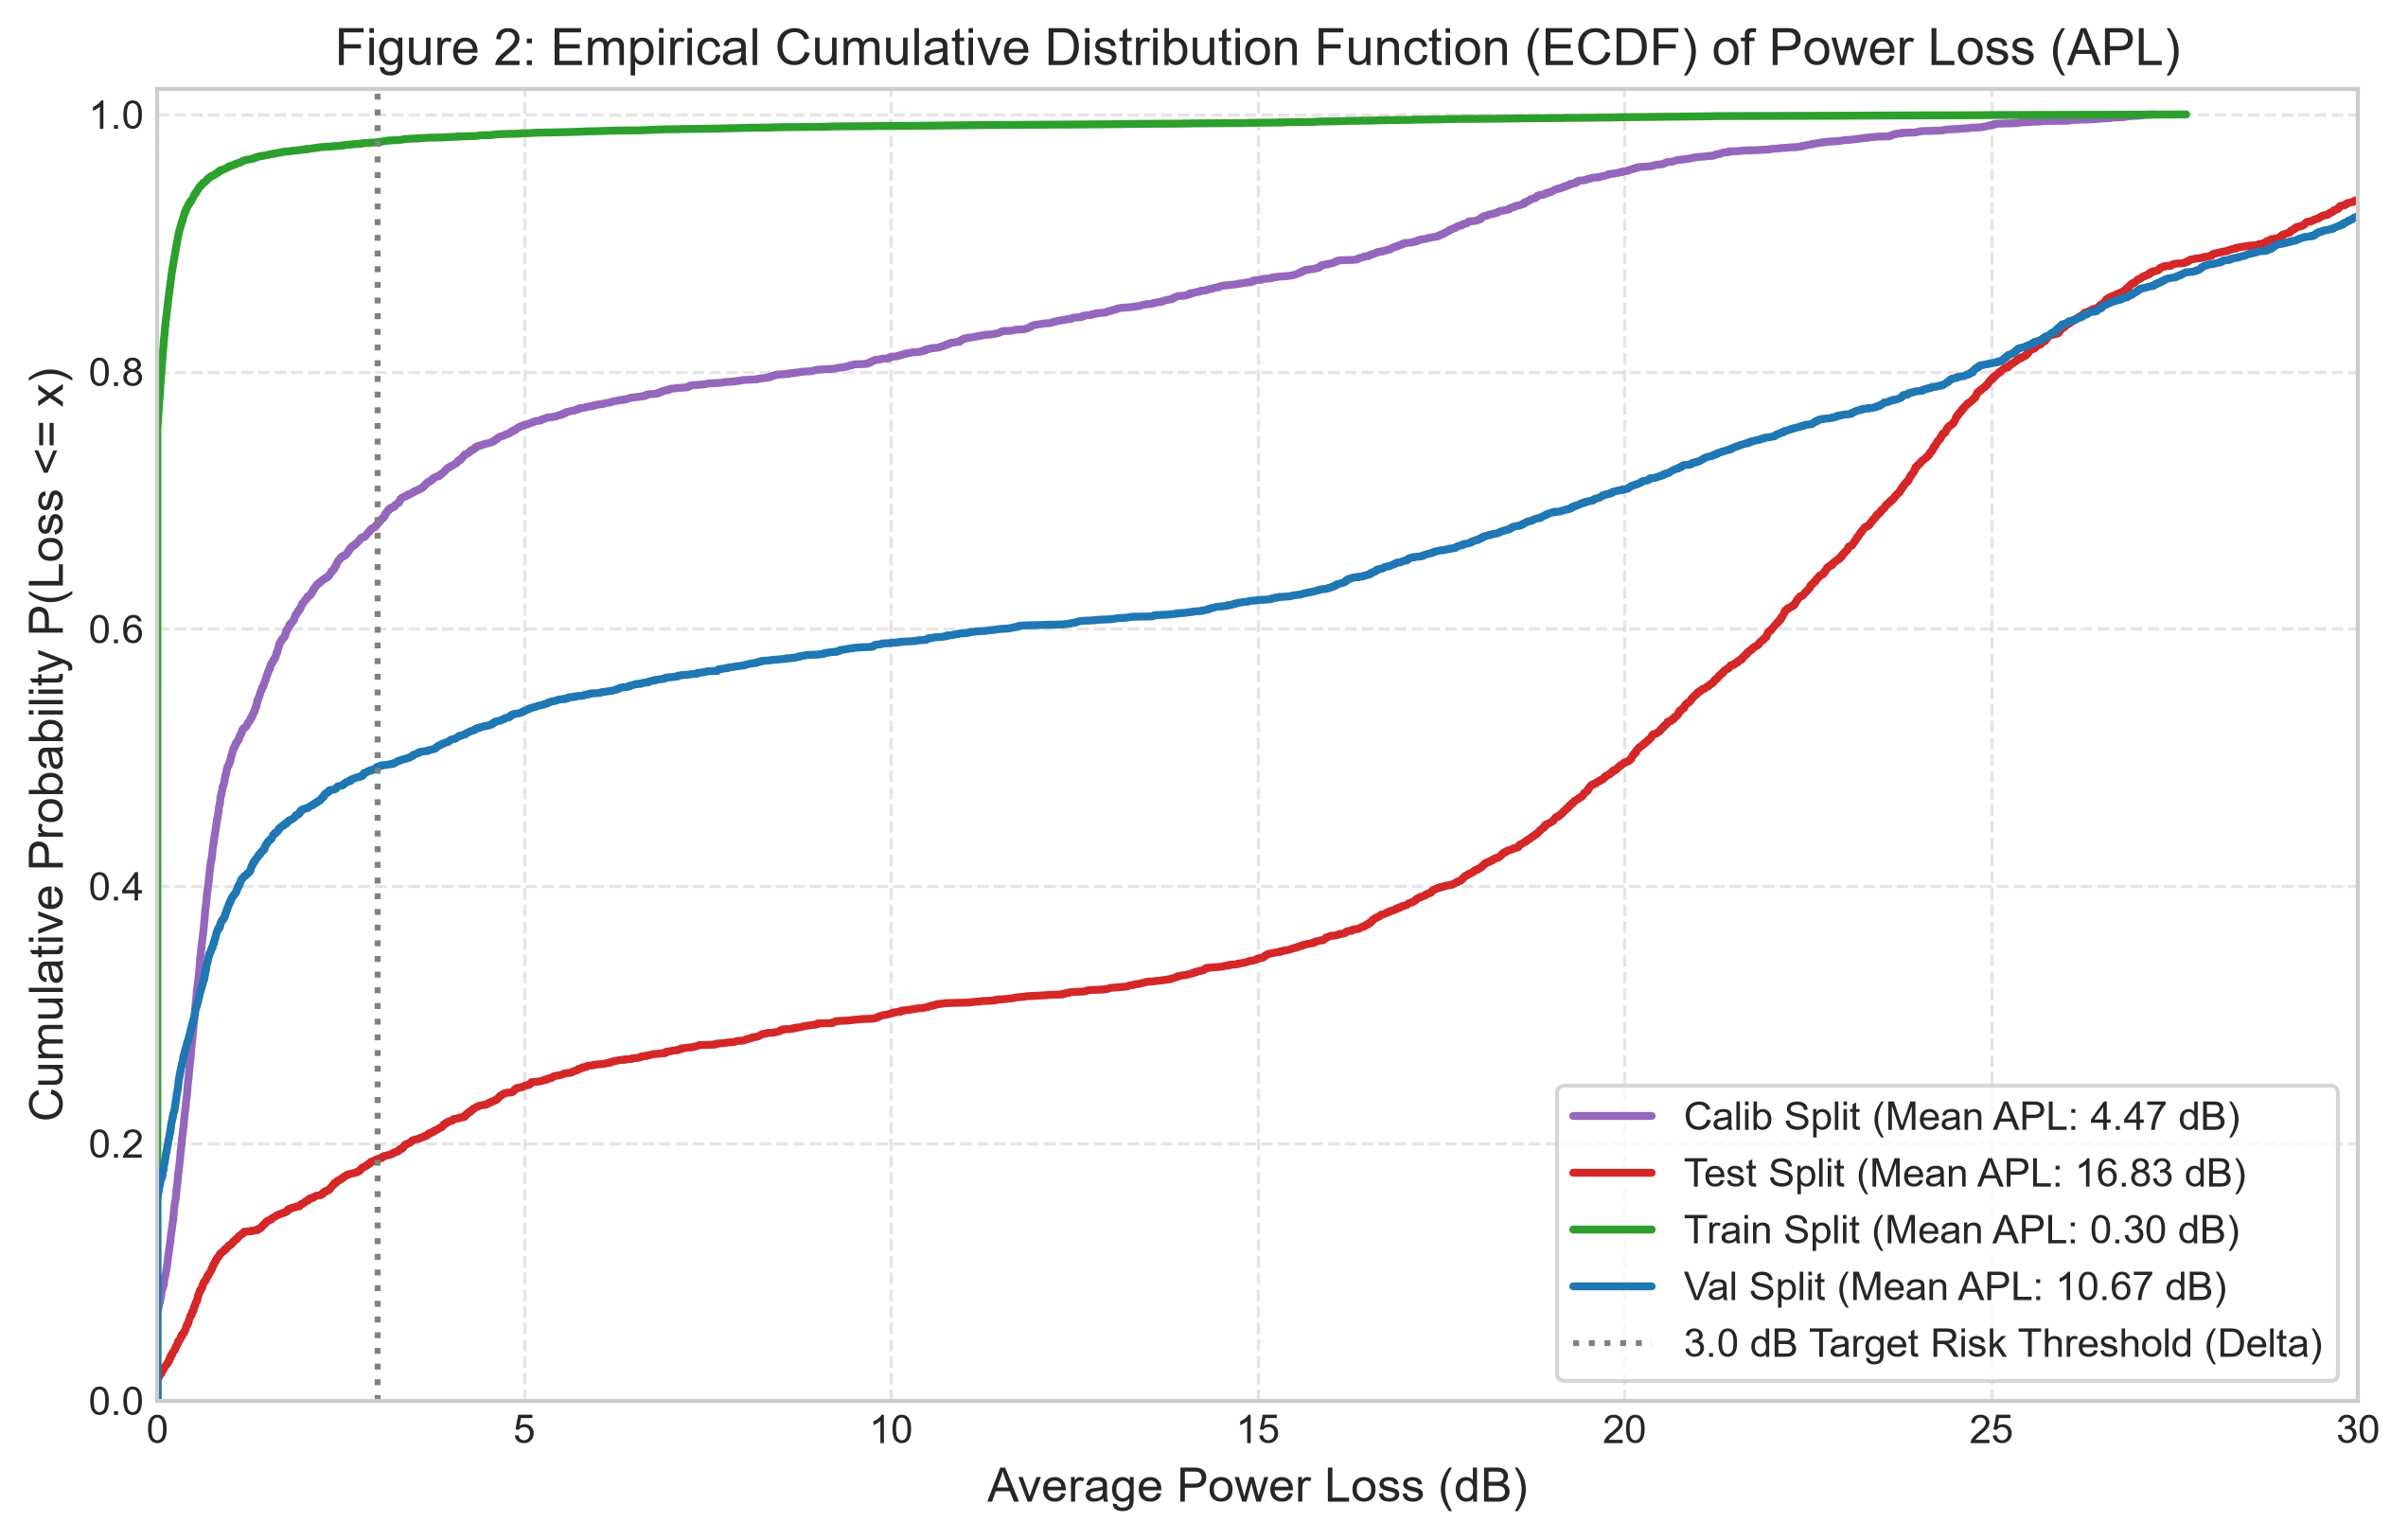 Figure 2: Empirical Cumulative Distribution Function (ECDF) of Power Loss (APL)
Cumulative Probability P(Loss <= x)
1.0
0.8
0.6
0.4
0.2
0.0
0
5
10
15
20
25
30
Average Power Loss (dB)
Calib Split (Mean APL: 4.47 dB)
Test Split (Mean APL: 16.83 dB)
Train Split (Mean APL: 0.30 dB)
Val Split (Mean APL: 10.67 dB)
3.0 dB Target Risk Threshold (Delta)